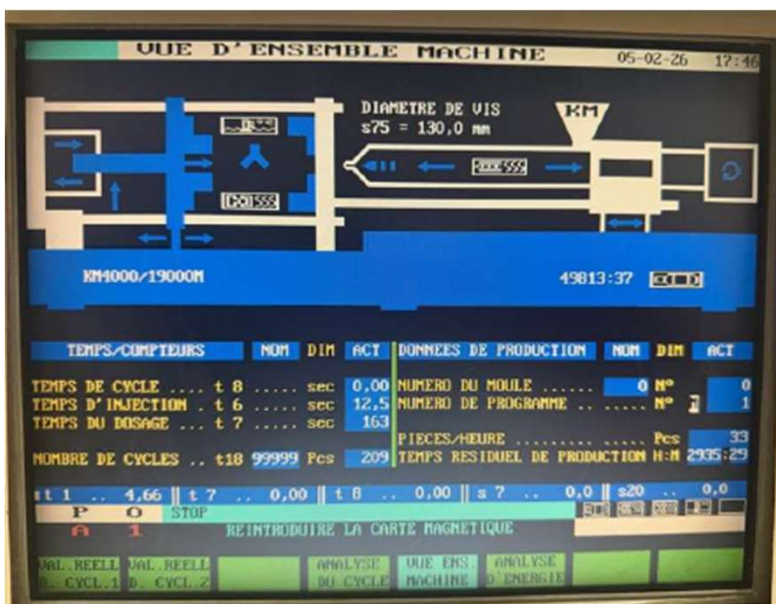 VUE D'ENSEMBLE MACHINE 05-02-26 17:46
DIAMETRE DE VIS
s75 = 130,0 mm
KM
KM4000/19000M 49813:37
TEMPS/COMPTEURS NOM DIM ACT DONNEES DE PRODUCTION NOM DIM ACT
TEMPS DE CYCLE .... t 8 ..... sec 0,00 NUMERO DU MOULE ...... 0 Nº 0
TEMPS D'INJECTION . t 6 ..... sec 12,5 NUMERO DE PROGRAMME .. ..... Nº 1
TEMPS DU DOSAGE ... t 7 ..... sec 163
PIECES/HEURE ......... ..... Pcs 33
NOMBRE DE CYCLES .. t18 99999 Pcs 209 TEMPS RESIDUEL DE PRODUCTION H:M 2935:29
t 1 .. 4,66 t 7 .. 0,00 t 8 .. 0,00 s 7 .. 0,0 s20 .. 0,0
P O STOP
A 1 REINTRODUIRE LA CARTE MAGNETIQUE
VAL.REELL VAL.REELL ANALYSE VUE ENS. ANALYSE
D. CYCL.1 D. CYCL.2 DU CYCLE MACHINE D'ENERGIE